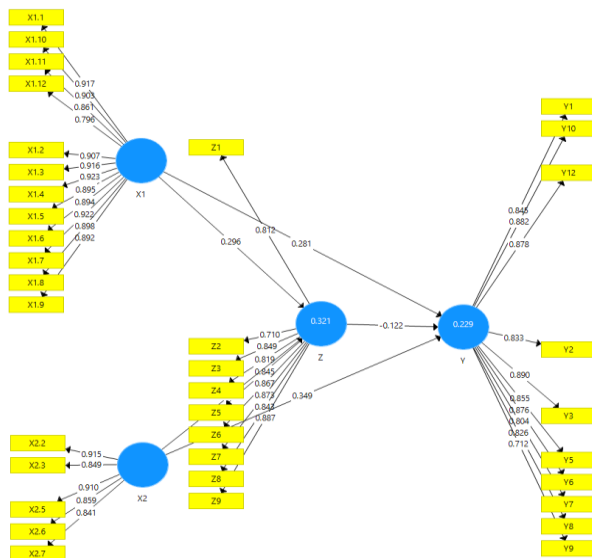 X1.1
X1.10
X1.11
X1.12
0.917
0.903
0.861
0.796
X1.2
X1.3
X1.4
X1.5
X1.6
X1.7
X1.8
X1.9
0.907
0.916
0.923
0.895
0.894
0.922
0.898
0.892
X1
Z1
0.812
0.296
0.281
Y1
Y10
Y12
0.845
0.882
0.878
0.321
Z
-0.122
0.229
Y
0.833
Y2
0.890
Y3
0.855
0.876
0.804
0.826
0.712
Y5
Y6
Y7
Y8
Y9
Z2
Z3
Z4
Z5
Z6
Z7
Z8
Z9
0.710
0.849
0.819
0.845
0.867
0.873
0.843
0.887
0.349
X2.2
X2.3
X2.5
X2.6
X2.7
0.915
0.849
0.910
0.859
0.841
X2